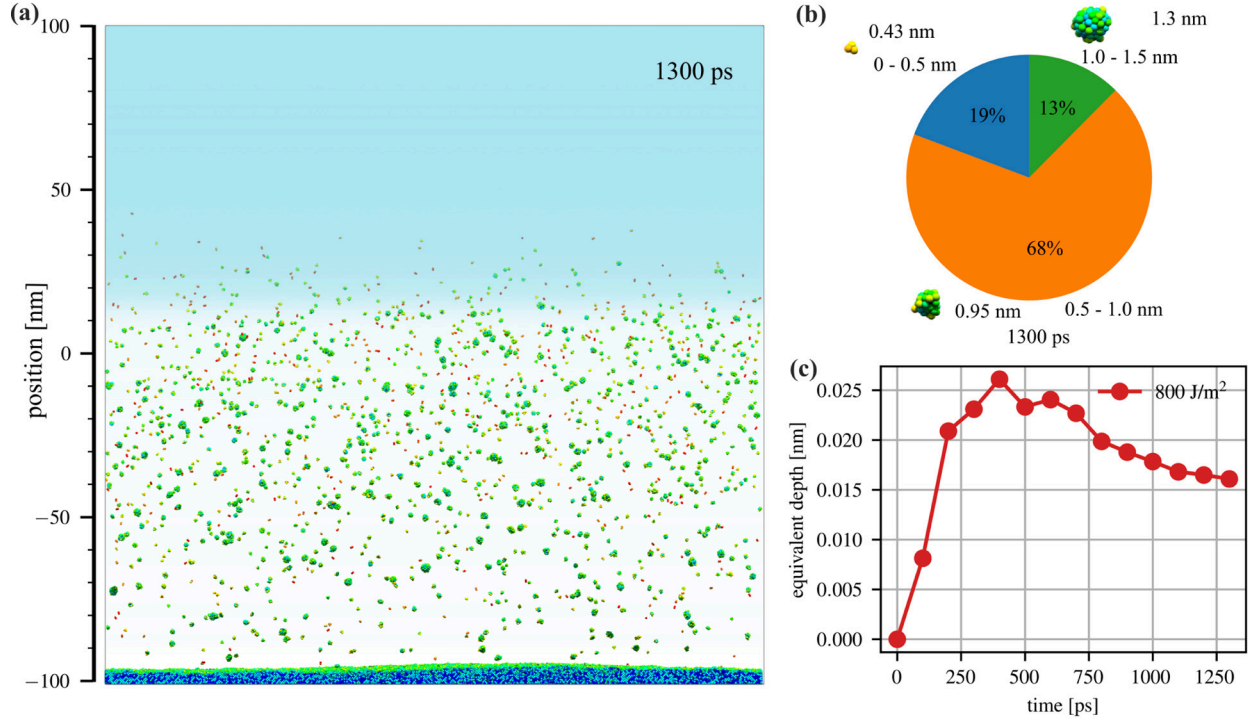 (a)
100
50
0
−50
−100
position [nm]
1300 ps
(b)
0.43 nm
0 - 0.5 nm
1.3 nm
1.0 - 1.5 nm
19%
13%
68%
0.95 nm
0.5 - 1.0 nm
1300 ps
(c)
800 J/m²
0.025
0.020
0.015
0.010
0.005
0.000
equivalent depth [nm]
0 250 500 750 1000 1250
time [ps]